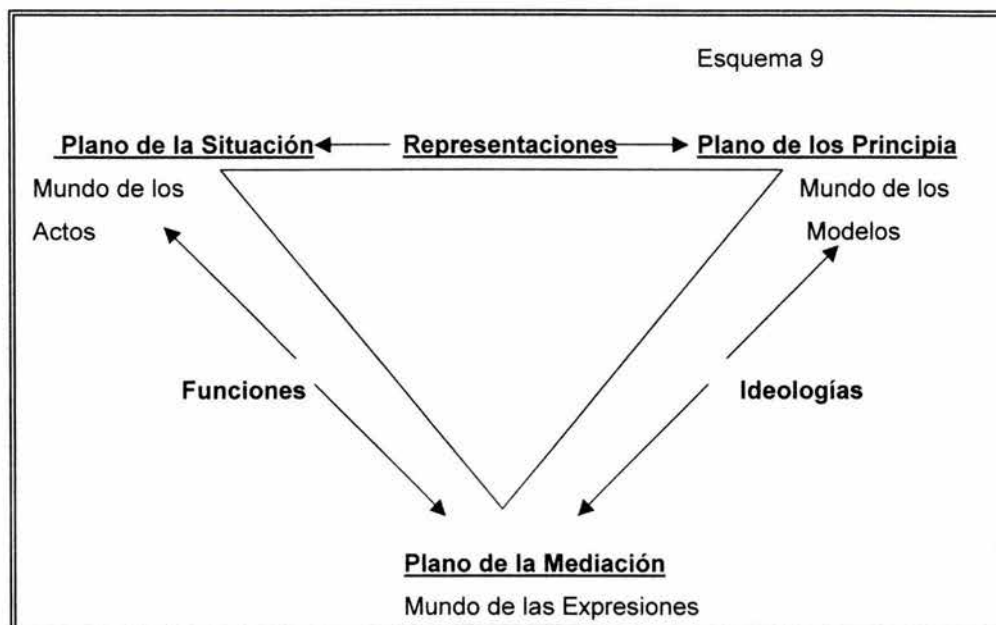 Esquema 9
Plano de la Situación Representaciones Plano de los Principia
Mundo de los Mundo de los
Actos Modelos
Funciones Ideologías
Plano de la Mediación
Mundo de las Expresiones